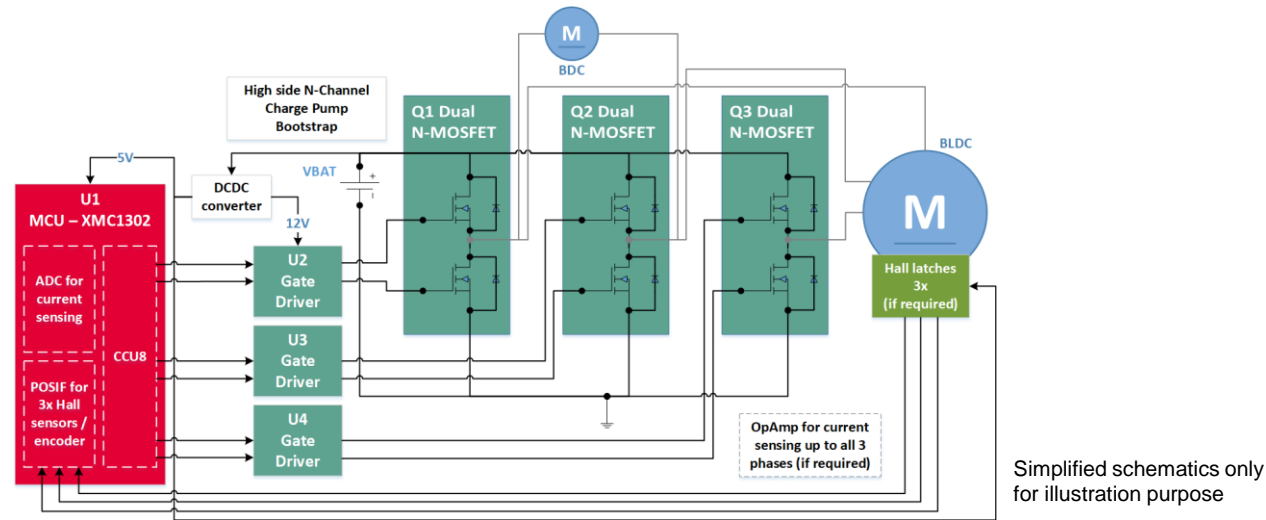 M
BDC
High side N-Channel
Charge Pump
Bootstrap
Q1 Dual
N-MOSFET
Q2 Dual
N-MOSFET
Q3 Dual
N-MOSFET
BLDC
5V
VBAT
+
-
DCDC
converter
U1
MCU – XMC1302
12V
M
ADC for
current
sensing
CCU8
POSIF for
3x Hall
sensors /
encoder
U2
Gate
Driver
U3
Gate
Driver
U4
Gate
Driver
Hall latches
3x
(if required)
OpAmp for current
sensing up to all 3
phases (if required)
Simplified schematics only
for illustration purpose